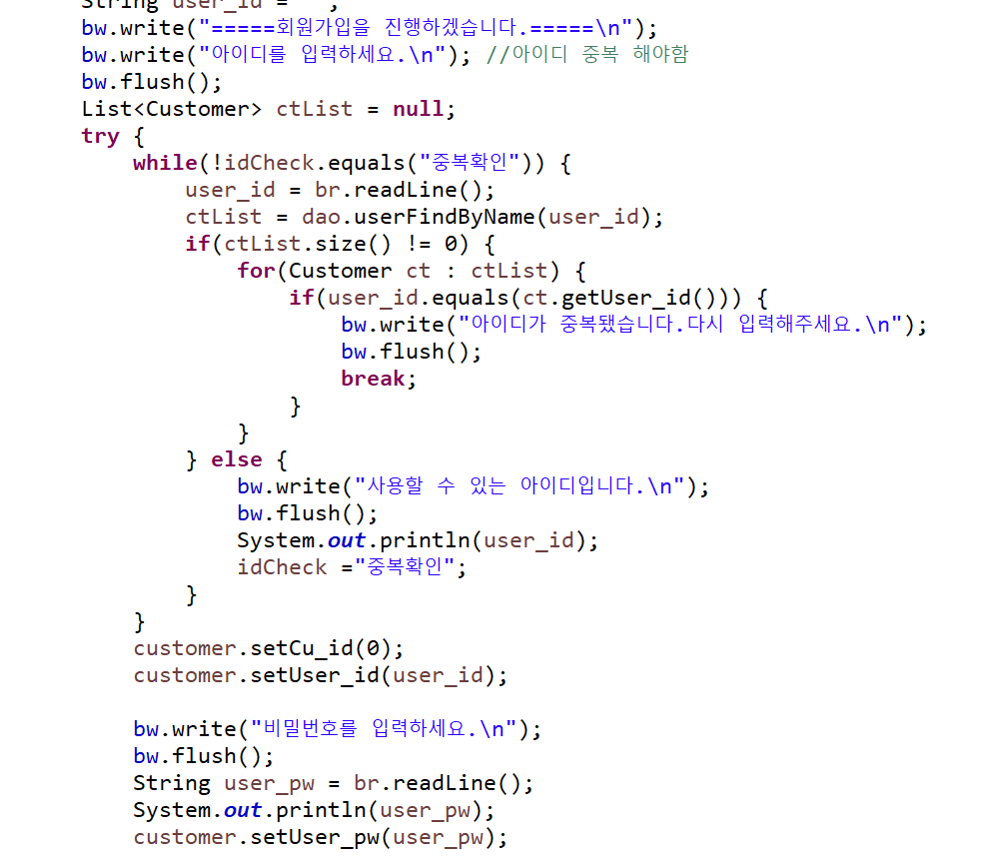 String user_id = "";
bw.write("=====회원가입을 진행하겠습니다.=====\n");
bw.write("아이디를 입력하세요.\n"); //아이디 중복 해야함
bw.flush();
List<Customer> ctList = null;
try {
while(!idCheck.equals("중복확인")) {
user_id = br.readLine();
ctList = dao.userFindByName(user_id);
if(ctList.size() != 0) {
for(Customer ct : ctList) {
if(user_id.equals(ct.getUser_id())) {
bw.write("아이디가 중복됐습니다.다시 입력해주세요.\n");
bw.flush();
break;
}
}
} else {
bw.write("사용할 수 있는 아이디입니다.\n");
bw.flush();
System.out.println(user_id);
idCheck ="중복확인";
}
}
customer.setCu_id(0);
customer.setUser_id(user_id);
bw.write("비밀번호를 입력하세요.\n");
bw.flush();
String user_pw = br.readLine();
System.out.println(user_pw);
customer.setUser_pw(user_pw);